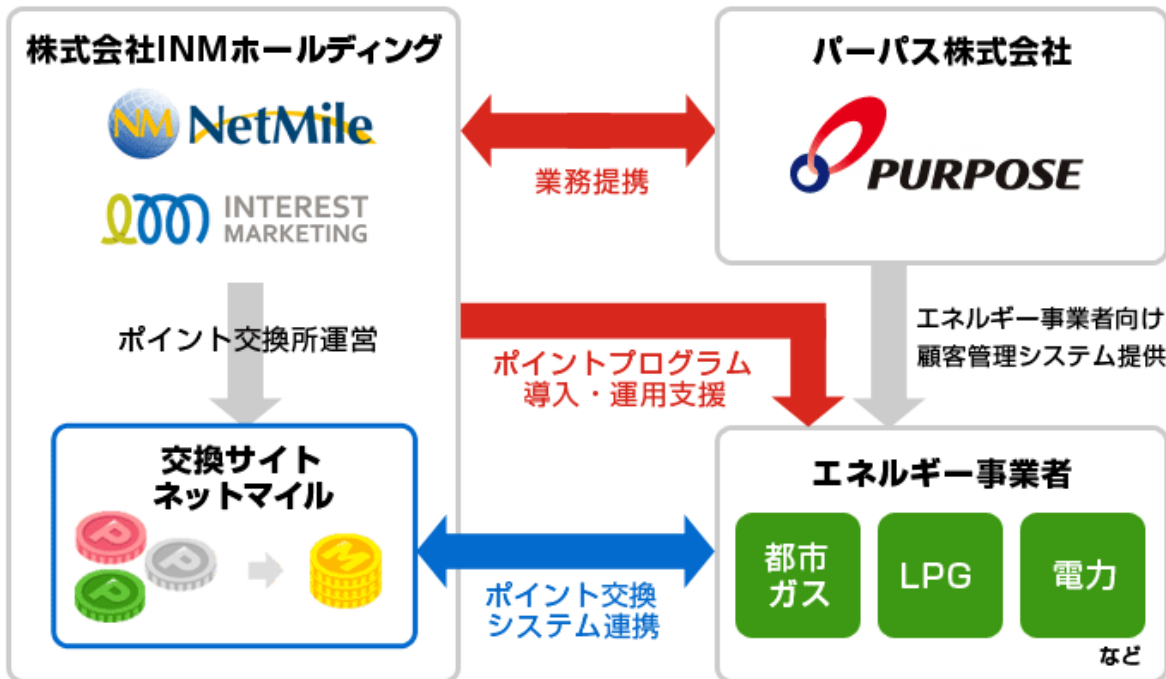 株式会社INMホールディング
NM NetMile
INTEREST
MARKETING
ポイント交換所運営
交換サイト
ネットマイル
P
P
P
M
業務提携
ポイントプログラム
導入・運用支援
ポイント交換
システム連携
パーパス株式会社
PURPOSE
エネルギー事業者向け
顧客管理システム提供
エネルギー事業者
都市
ガス
LPG
電力
など